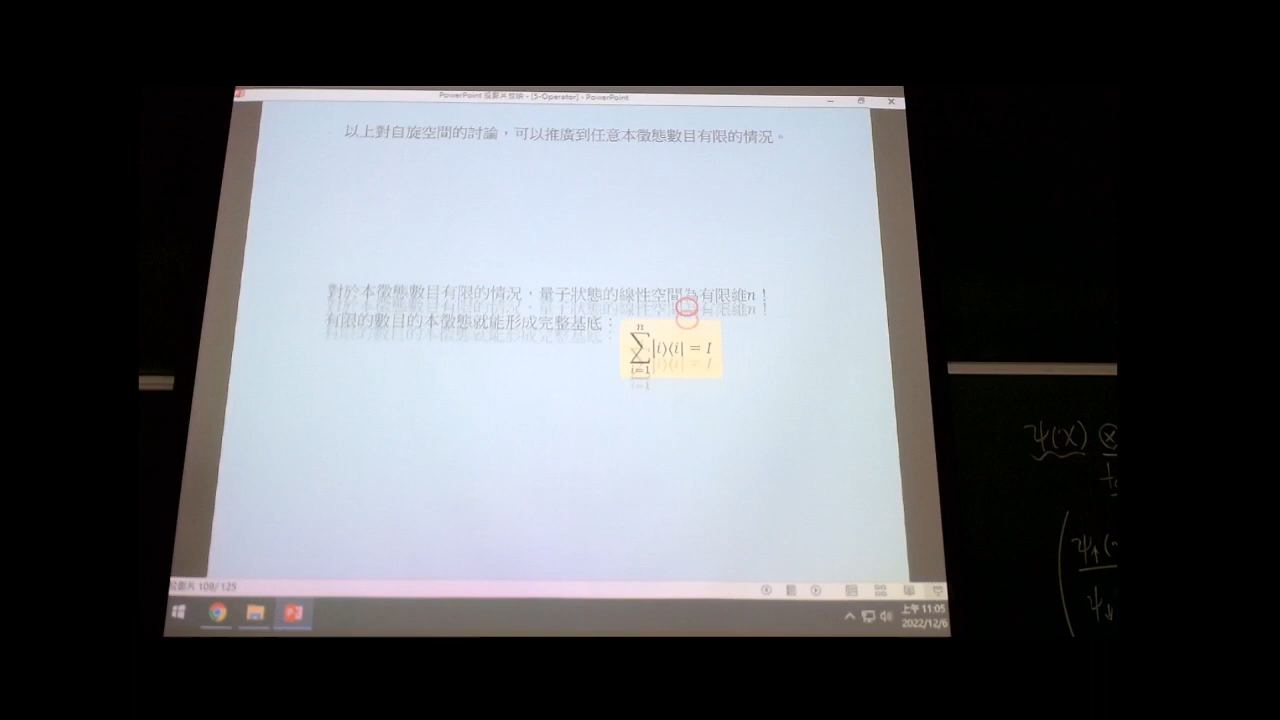 PowerPoint 投影片放映 - [5-Operator] - PowerPoint
以上對自旋空間的討論，可以推廣到任意本徵態數目有限的情況。
對於本徵態數目有限的情況，量子狀態的線性空間為有限維n！
有限的數目的本徵態就能形成完整基底：
n
∑|i⟩⟨i| = I
i=1
ψ(x) ⊗
ψ↑(
ψ↓
投影片 108/125
上午 11:05
2022/12/6